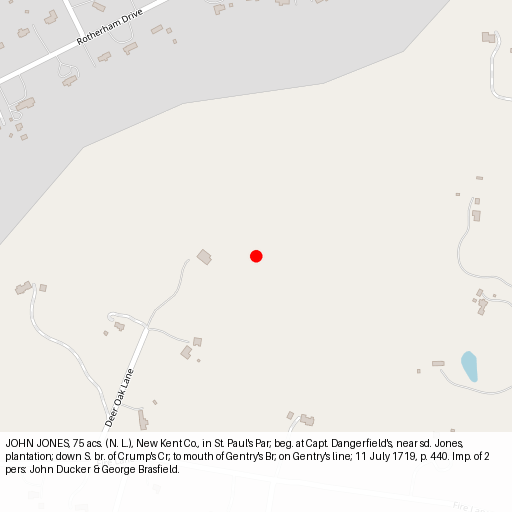 Rotherham Drive
Deer Oak Lane
JOHN JONES, 75 acs. (N. L.), New Kent Co., in St. Paul's Par; beg. at Capt. Dangerfield's, near sd. Jones,
plantation; down S. br. of Crump's Cr; to mouth of Gentry's Br; on Gentry's line; 11 July 1719, p. 440. Imp. of 2
pers: John Ducker & George Brasfield.